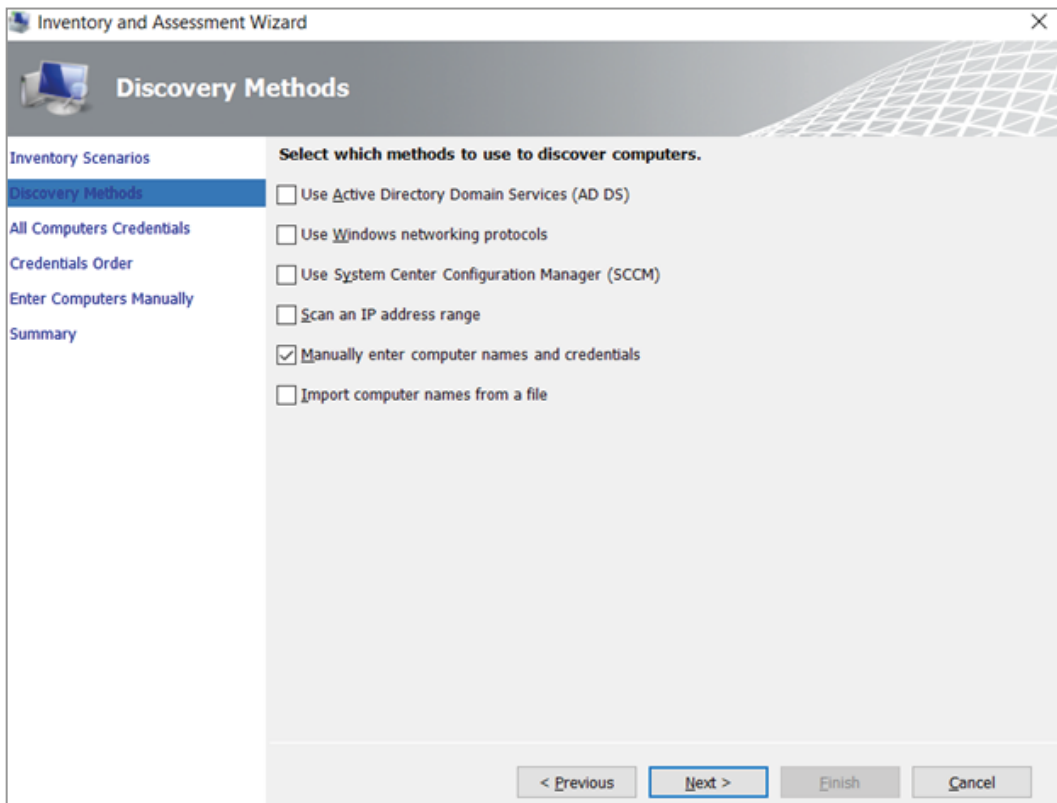 Inventory and Assessment Wizard
Discovery Methods
Inventory Scenarios
Discovery Methods
All Computers Credentials
Credentials Order
Enter Computers Manually
Summary
Select which methods to use to discover computers.
Use Active Directory Domain Services (AD DS)
Use Windows networking protocols
Use System Center Configuration Manager (SCCM)
Scan an IP address range
Manually enter computer names and credentials
Import computer names from a file
< Previous
Next >
Finish
Cancel